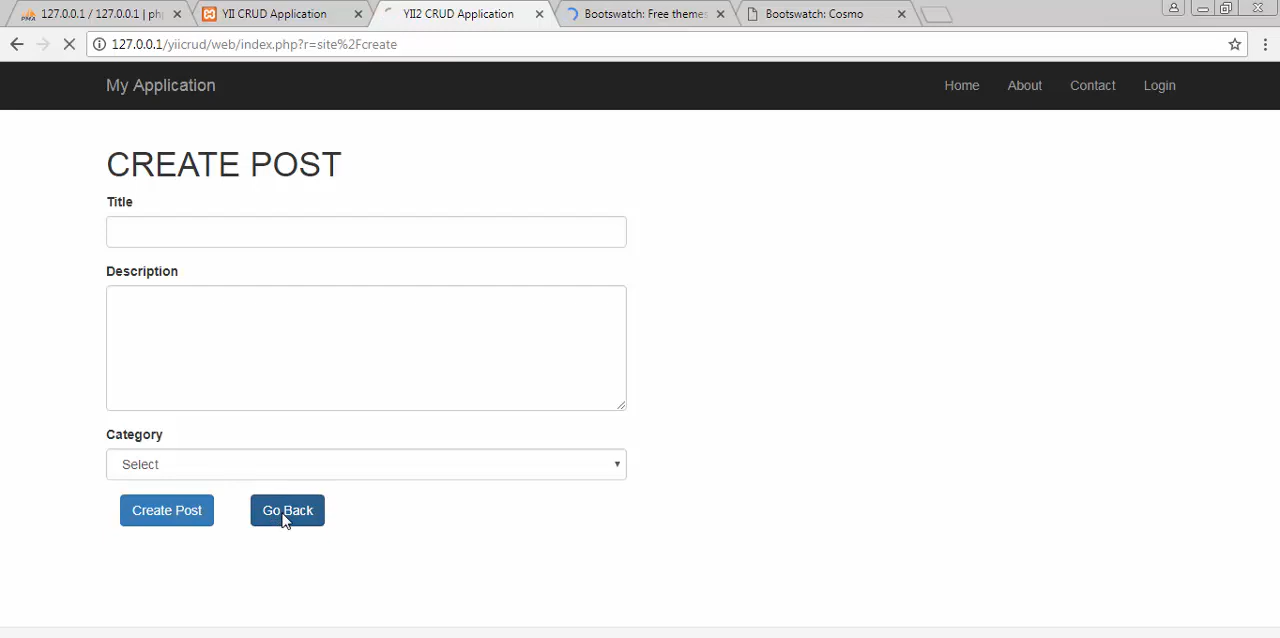 127.0.0.1 / 127.0.0.1 | ph
YII CRUD Application
YII2 CRUD Application
Bootswatch: Free themes
Bootswatch: Cosmo
127.0.0.1/yiicrud/web/index.php?r=site%2Fcreate
My Application
Home
About
Contact
Login
CREATE POST
Title
Description
Category
Select
Create Post
Go Back